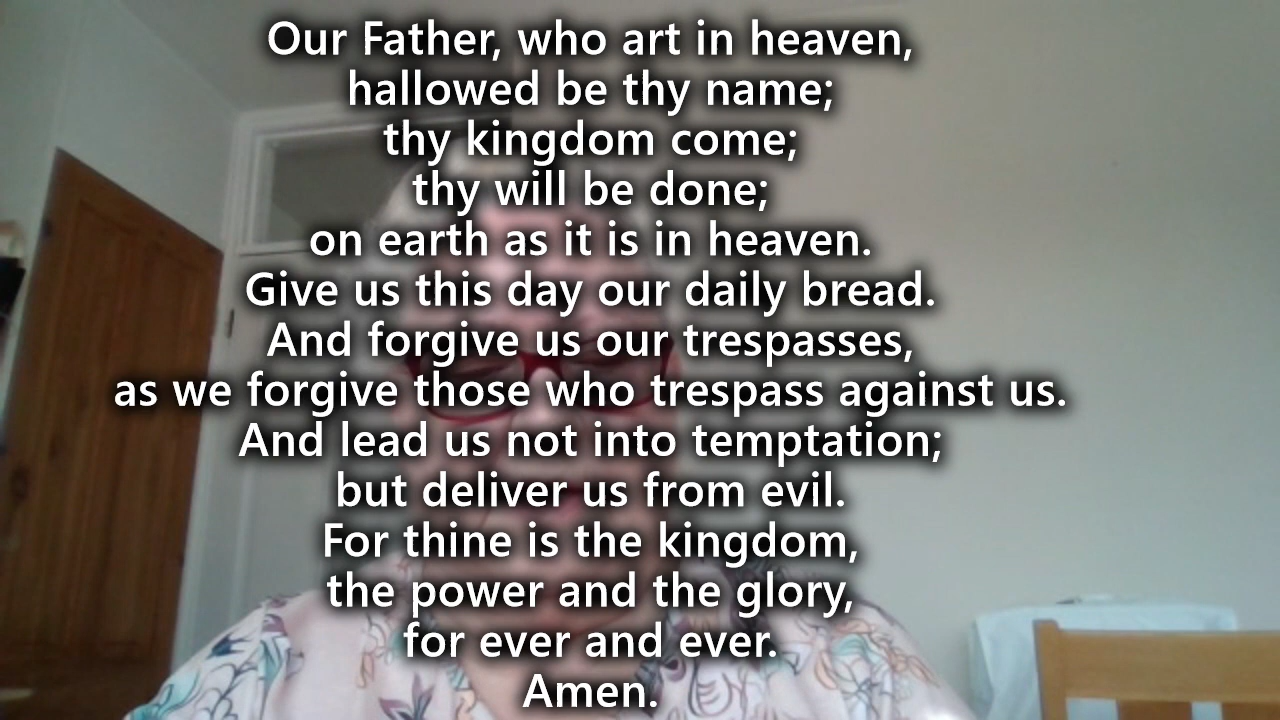 Our Father, who art in heaven,
hallowed be thy name;
thy kingdom come;
thy will be done;
on earth as it is in heaven.
Give us this day our daily bread.
And forgive us our trespasses,
as we forgive those who trespass against us.
And lead us not into temptation;
but deliver us from evil.
For thine is the kingdom,
the power and the glory,
for ever and ever.
Amen.